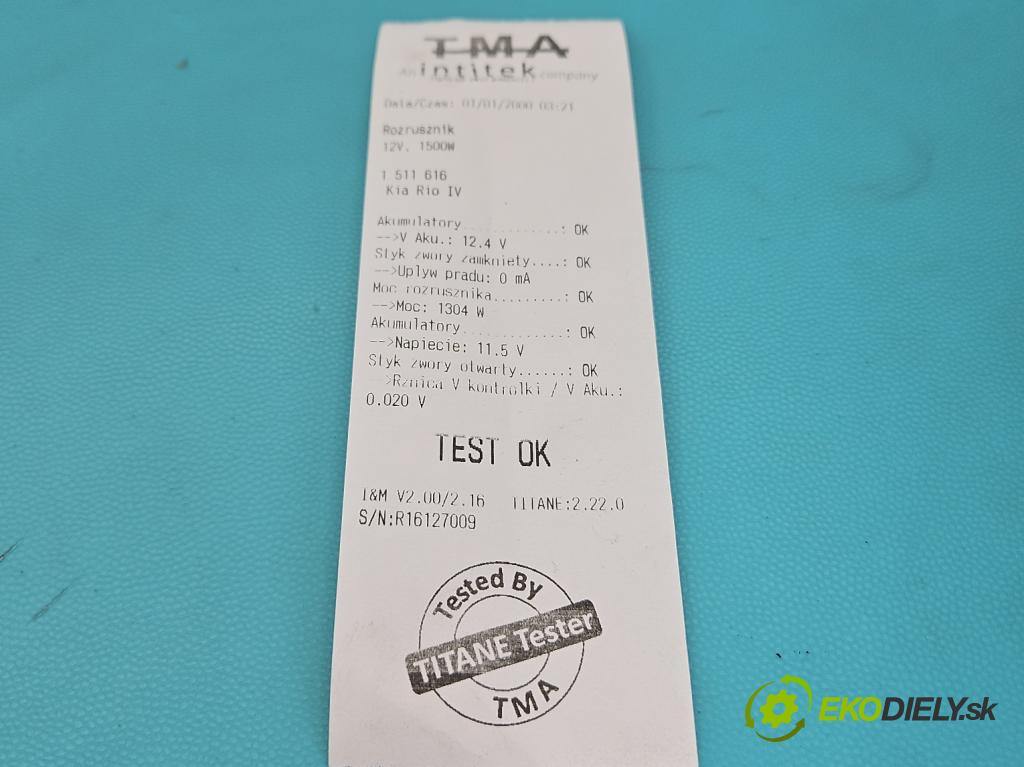 TMA
An intitek company
Data/Czas: 01/01/2000 03:21
Rozrusznik
12V. 1500W
1 511 616
Kia Rio IV
Akumulatory..............: OK
-->V Aku.: 12.4 V
Styk zwory zamkniety....: OK
-->Uplyw pradu: 0 mA
Moc rozrusznika.........: OK
-->Moc: 1304 W
Akumulatory.............: OK
-->Napiecie: 11.5 V
Styk zwory otwarty......: OK
-->Rznica V kontrolki / V Aku.:
0.020 V
TEST OK
I&M V2.00/2.16 TITANE:2.22.0
S/N:R16127009
Tested By
TITANE Tester
TMA
EKODIELY.sk